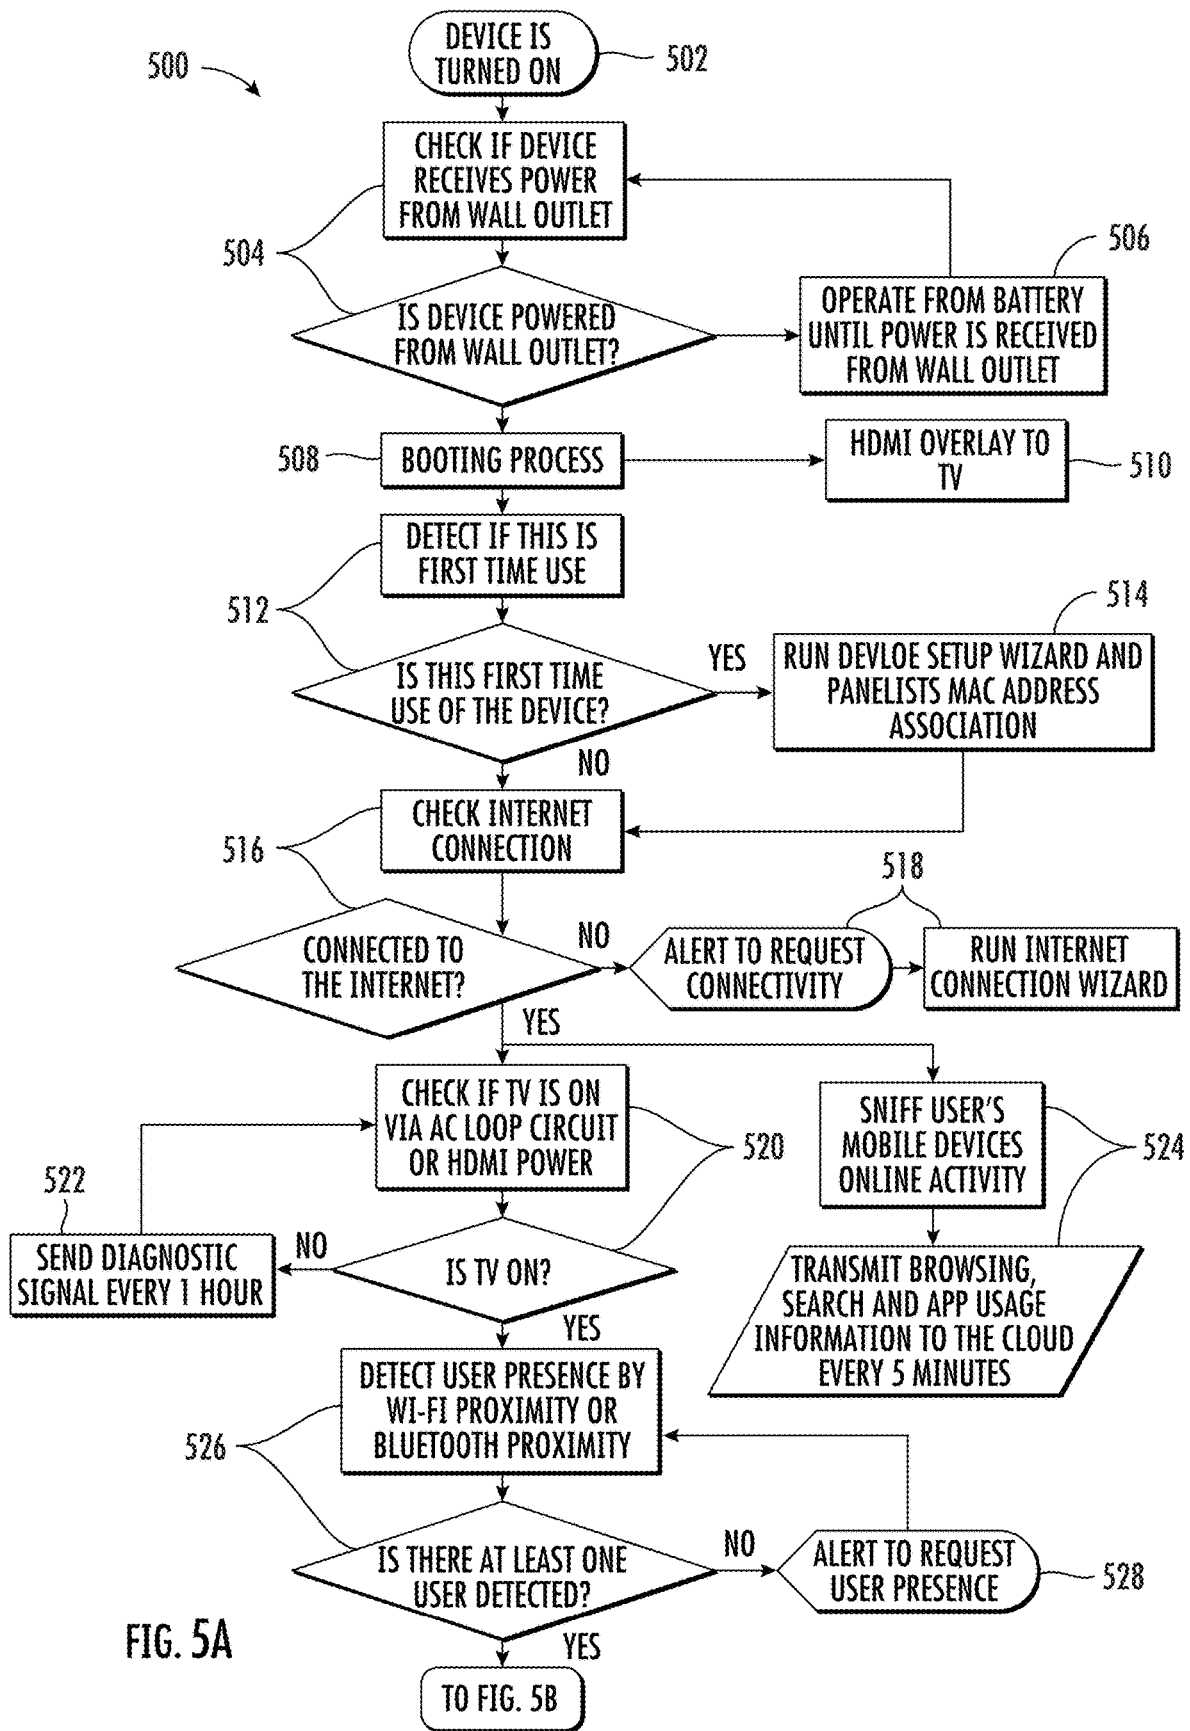 500
DEVICE IS
TURNED ON
502
CHECK IF DEVICE
RECEIVES POWER
FROM WALL OUTLET
504
IS DEVICE POWERED
FROM WALL OUTLET?
506
OPERATE FROM BATTERY
UNTIL POWER IS RECEIVED
FROM WALL OUTLET
508
BOOTING PROCESS
HDMI OVERLAY TO
TV
510
DETECT IF THIS IS
FIRST TIME USE
512
IS THIS FIRST TIME
USE OF THE DEVICE?
YES
NO
514
RUN DEVLOE SETUP WIZARD AND
PANELISTS MAC ADDRESS
ASSOCIATION
CHECK INTERNET
CONNECTION
516
CONNECTED TO
THE INTERNET?
NO
YES
518
ALERT TO REQUEST
CONNECTIVITY
RUN INTERNET
CONNECTION WIZARD
CHECK IF TV IS ON
VIA AC LOOP CIRCUIT
OR HDMI POWER
520
SNIFF USER'S
MOBILE DEVICES
ONLINE ACTIVITY
524
522
SEND DIAGNOSTIC
SIGNAL EVERY 1 HOUR
NO
IS TV ON?
YES
TRANSMIT BROWSING,
SEARCH AND APP USAGE
INFORMATION TO THE CLOUD
EVERY 5 MINUTES
DETECT USER PRESENCE BY
WI-FI PROXIMITY OR
BLUETOOTH PROXIMITY
526
IS THERE AT LEAST ONE
USER DETECTED?
NO
YES
ALERT TO REQUEST
USER PRESENCE
528
FIG. 5A
TO FIG. 5B